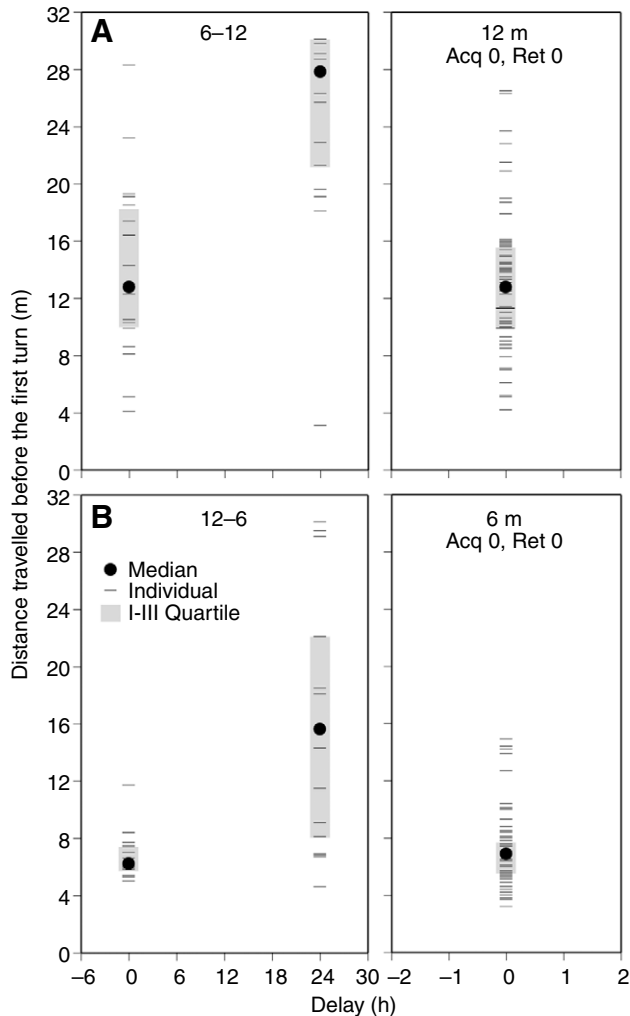 Distance travelled before the first turn (m)
A
6–12
32
28
24
20
16
12
8
4
0
12 m
Acq 0, Ret 0
B
12–6
Median
Individual
I-III Quartile
32
28
24
20
16
12
8
4
0
–6 0 6 12 18 24 30
6 m
Acq 0, Ret 0
–2 –1 0 1 2
Delay (h)